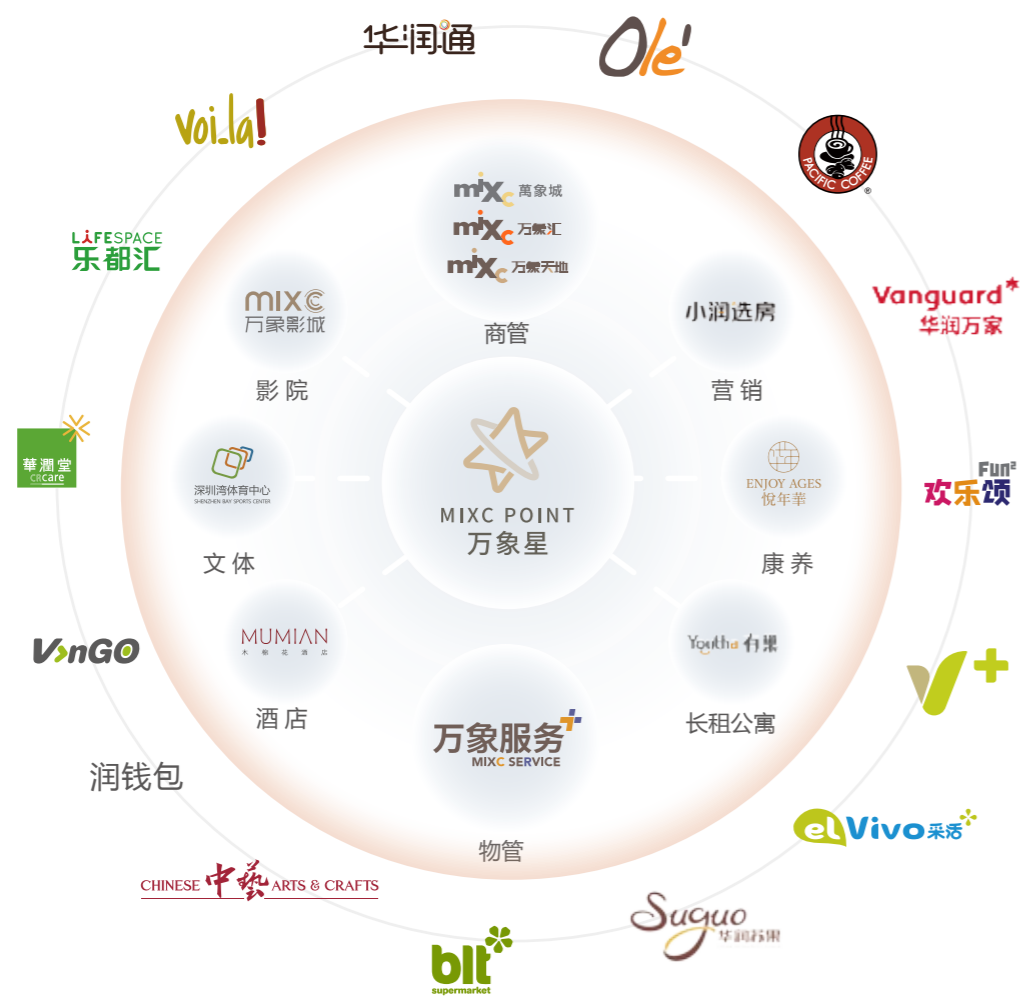 华润通
Olé
voi_la!
PACIFIC COFFEE
®
mixc 萬象城
mixc 万象汇
mixc 万象天地
商管
LIFESPACE
乐都汇
MIXC
万象影城
影院
小润选房
营销
Vanguard
华润万家
華潤堂
CRcare
深圳湾体育中心
SHENZHEN BAY SPORTS CENTER
文体
MIXC POINT
万象星
ENJOY AGES
悅年華
康养
Fun²
欢乐颂
VanGO
MUMIAN
木棉花酒店
酒店
万象服务+
MIXC SERVICE
物管
Youtha 有巢
长租公寓
V+
润钱包
elVivo 采活
CHINESE 中藝 ARTS & CRAFTS
Suguo
华润苏果
blt
supermarket